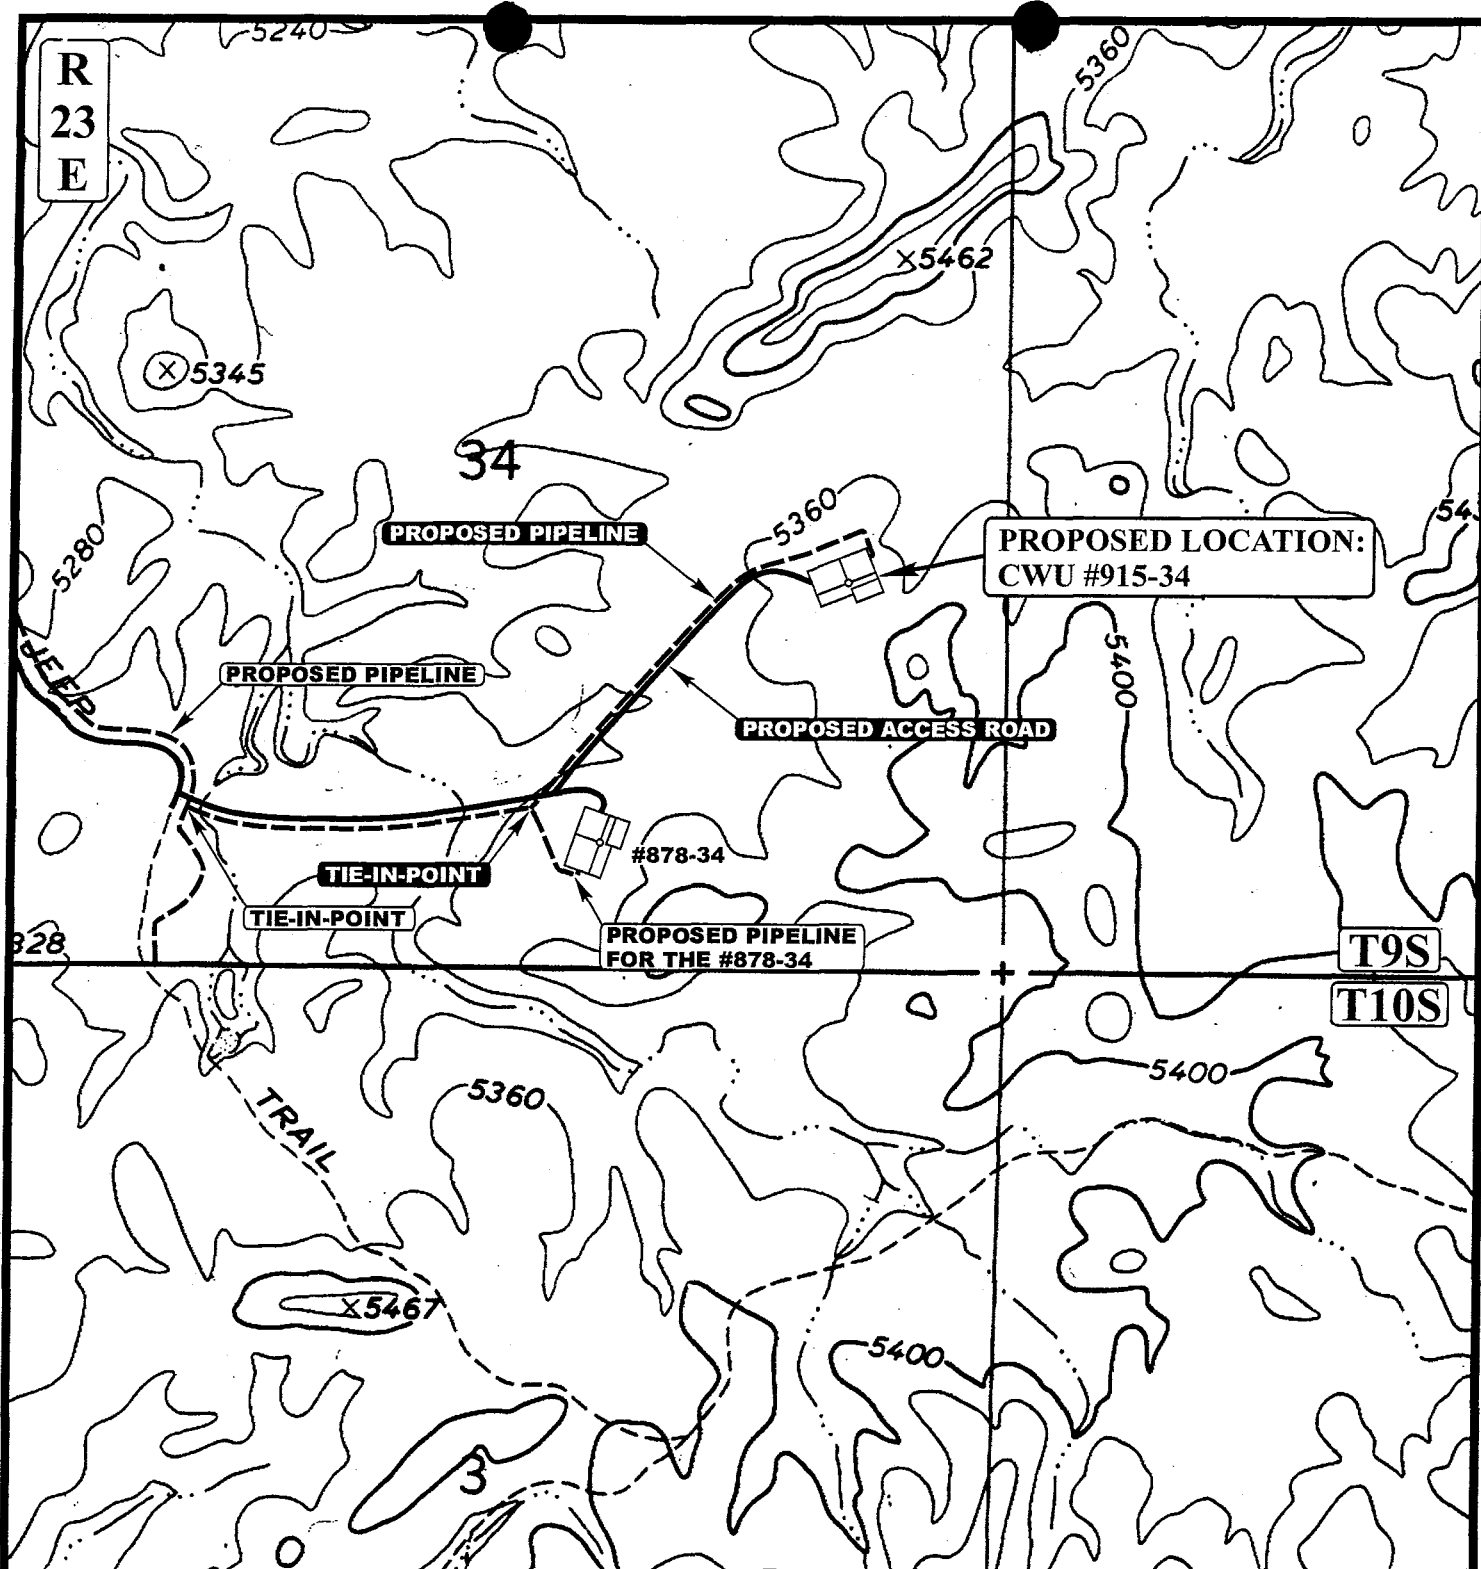 5240
R
23
E
5360
5462
5345
34
PROPOSED PIPELINE
5360
PROPOSED LOCATION:
CWU #915-34
5280
JEEP
PROPOSED PIPELINE
5400
PROPOSED ACCESS ROAD
#878-34
TIE-IN-POINT
TIE-IN-POINT
PROPOSED PIPELINE
FOR THE #878-34
T9S
T10S
5400
5360
TRAIL
5467
5400
3